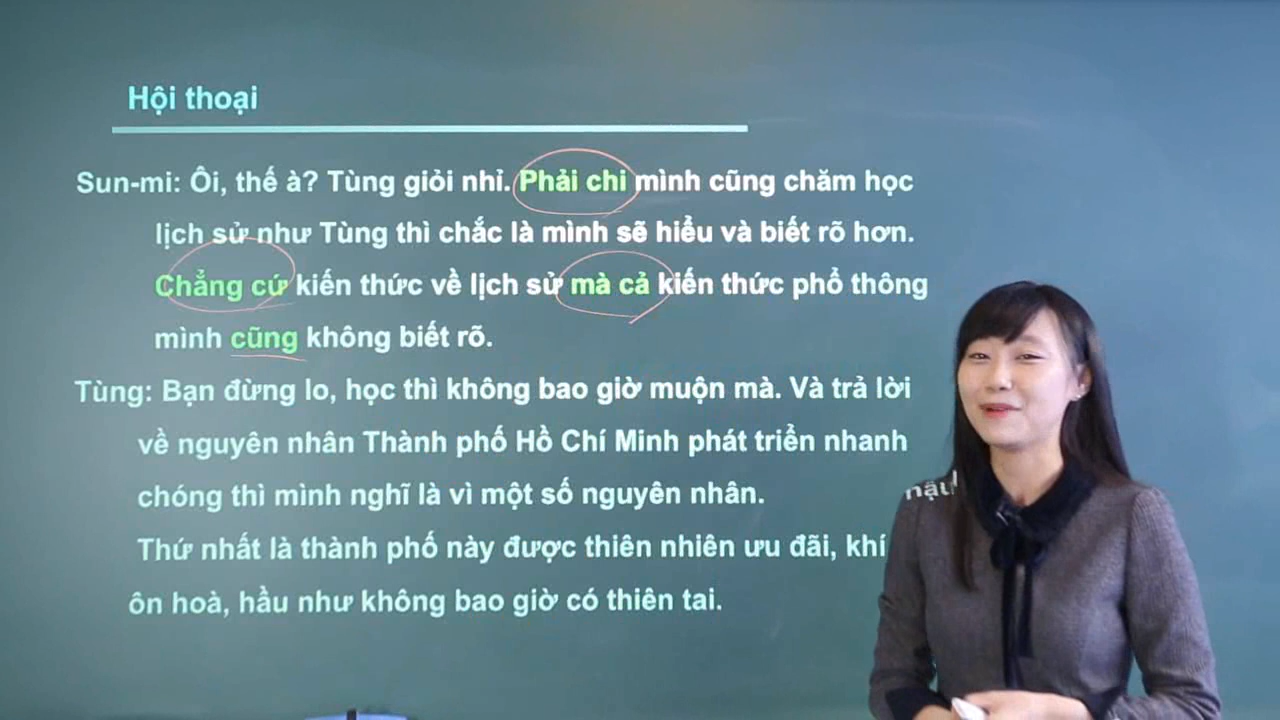 Hội thoại
Sun-mi: Ôi, thế à? Tùng giỏi nhỉ. Phải chi mình cũng chăm học
lịch sử như Tùng thì chắc là mình sẽ hiểu và biết rõ hơn.
Chẳng cứ kiến thức về lịch sử mà cả kiến thức phổ thông
mình cũng không biết rõ.
Tùng: Bạn đừng lo, học thì không bao giờ muộn mà. Và trả lời
về nguyên nhân Thành phố Hồ Chí Minh phát triển nhanh
chóng thì mình nghĩ là vì một số nguyên nhân.
Thứ nhất là thành phố này được thiên nhiên ưu đãi, khí
ôn hoà, hầu như không bao giờ có thiên tai.